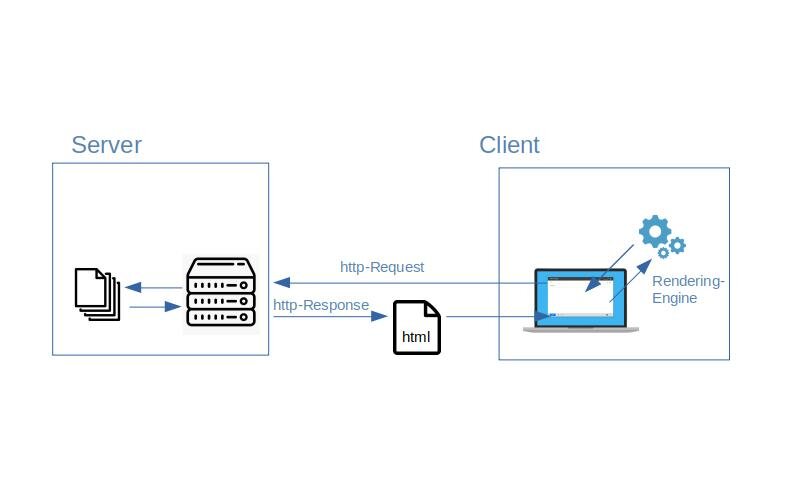 Server
Client
http-Request
http-Response
html
Rendering-
Engine